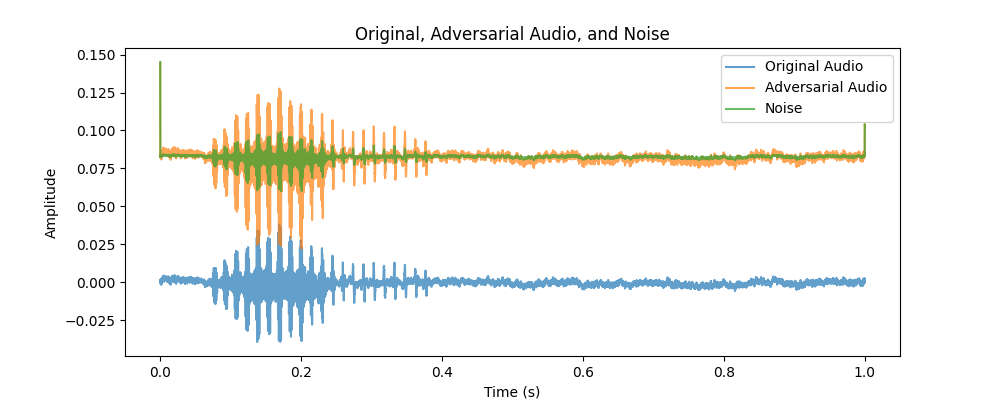 Original, Adversarial Audio, and Noise
Original Audio
Adversarial Audio
Noise
Amplitude
0.150
0.125
0.100
0.075
0.050
0.025
0.000
−0.025
0.0 0.2 0.4 0.6 0.8 1.0
Time (s)